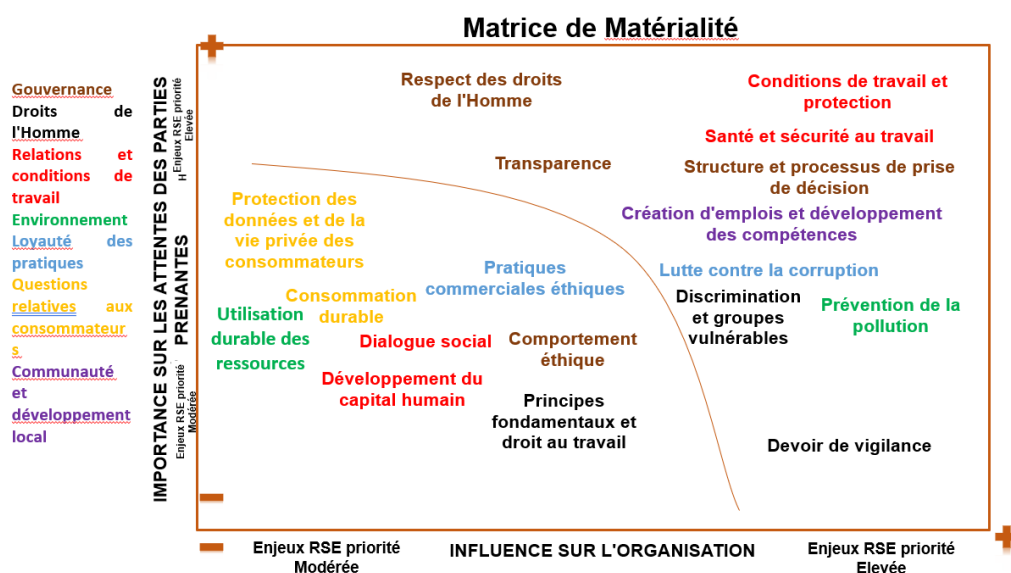 Matrice de Matérialité
Gouvernance
Droits de
l'Homme
Relations et
conditions de
travail
Environnement
Loyauté des
pratiques
Questions
relatives aux
consommateur
s
Communauté
et
développement
local
IMPORTANCE SUR LES ATTENTES DES PARTIES
PRENANTES
H Enjeux RSE priorité
Elevée
Enjeux RSE priorité
Modérée
Respect des droits
de l'Homme
Conditions de travail et
protection
Santé et sécurité au travail
Transparence
Structure et processus de prise
de décision
Protection des
données et de la
vie privée des
consommateurs
Création d'emplois et développement
des compétences
Pratiques
commerciales éthiques
Lutte contre la corruption
Consommation
durable
Discrimination
et groupes
vulnérables
Prévention de la
pollution
Utilisation
durable des
ressources
Dialogue social
Comportement
éthique
Développement du
capital humain
Principes
fondamentaux et
droit au travail
Devoir de vigilance
Enjeux RSE priorité
Modérée
INFLUENCE SUR L'ORGANISATION
Enjeux RSE priorité
Elevée